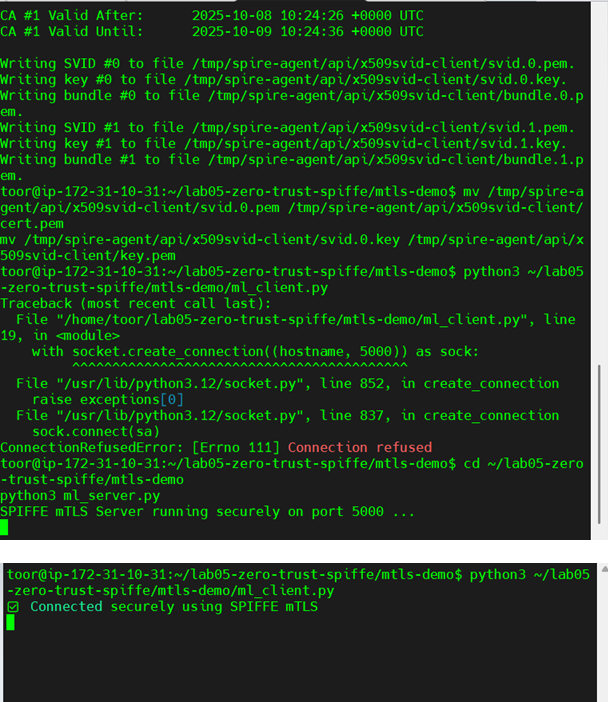 CA #1 Valid After:      2025-10-08 10:24:26 +0000 UTC
CA #1 Valid Until:      2025-10-09 10:24:36 +0000 UTC
Writing SVID #0 to file /tmp/spire-agent/api/x509svid-client/svid.0.pem.
Writing key #0 to file /tmp/spire-agent/api/x509svid-client/svid.0.key.
Writing bundle #0 to file /tmp/spire-agent/api/x509svid-client/bundle.0.p
em.
Writing SVID #1 to file /tmp/spire-agent/api/x509svid-client/svid.1.pem.
Writing key #1 to file /tmp/spire-agent/api/x509svid-client/svid.1.key.
Writing bundle #1 to file /tmp/spire-agent/api/x509svid-client/bundle.1.p
em.
toor@ip-172-31-10-31:~/lab05-zero-trust-spiffe/mtls-demo$ mv /tmp/spire-a
gent/api/x509svid-client/svid.0.pem /tmp/spire-agent/api/x509svid-client/
cert.pem
mv /tmp/spire-agent/api/x509svid-client/svid.0.key /tmp/spire-agent/api/x
509svid-client/key.pem
toor@ip-172-31-10-31:~/lab05-zero-trust-spiffe/mtls-demo$ python3 ~/lab05
-zero-trust-spiffe/mtls-demo/ml_client.py
Traceback (most recent call last):
  File "/home/toor/lab05-zero-trust-spiffe/mtls-demo/ml_client.py", line
19, in <module>
    with socket.create_connection((hostname, 5000)) as sock:
         ^^^^^^^^^^^^^^^^^^^^^^^^^^^^^^^^^^^^^^^^^^
  File "/usr/lib/python3.12/socket.py", line 852, in create_connection
    raise exceptions[0]
  File "/usr/lib/python3.12/socket.py", line 837, in create_connection
    sock.connect(sa)
ConnectionRefusedError: [Errno 111] Connection refused
toor@ip-172-31-10-31:~/lab05-zero-trust-spiffe/mtls-demo$ cd ~/lab05-zero
-trust-spiffe/mtls-demo
python3 ml_server.py
SPIFFE mTLS Server running securely on port 5000 ...
toor@ip-172-31-10-31:~/lab05-zero-trust-spiffe/mtls-demo$ python3 ~/lab05
-zero-trust-spiffe/mtls-demo/ml_client.py
✅ Connected securely using SPIFFE mTLS